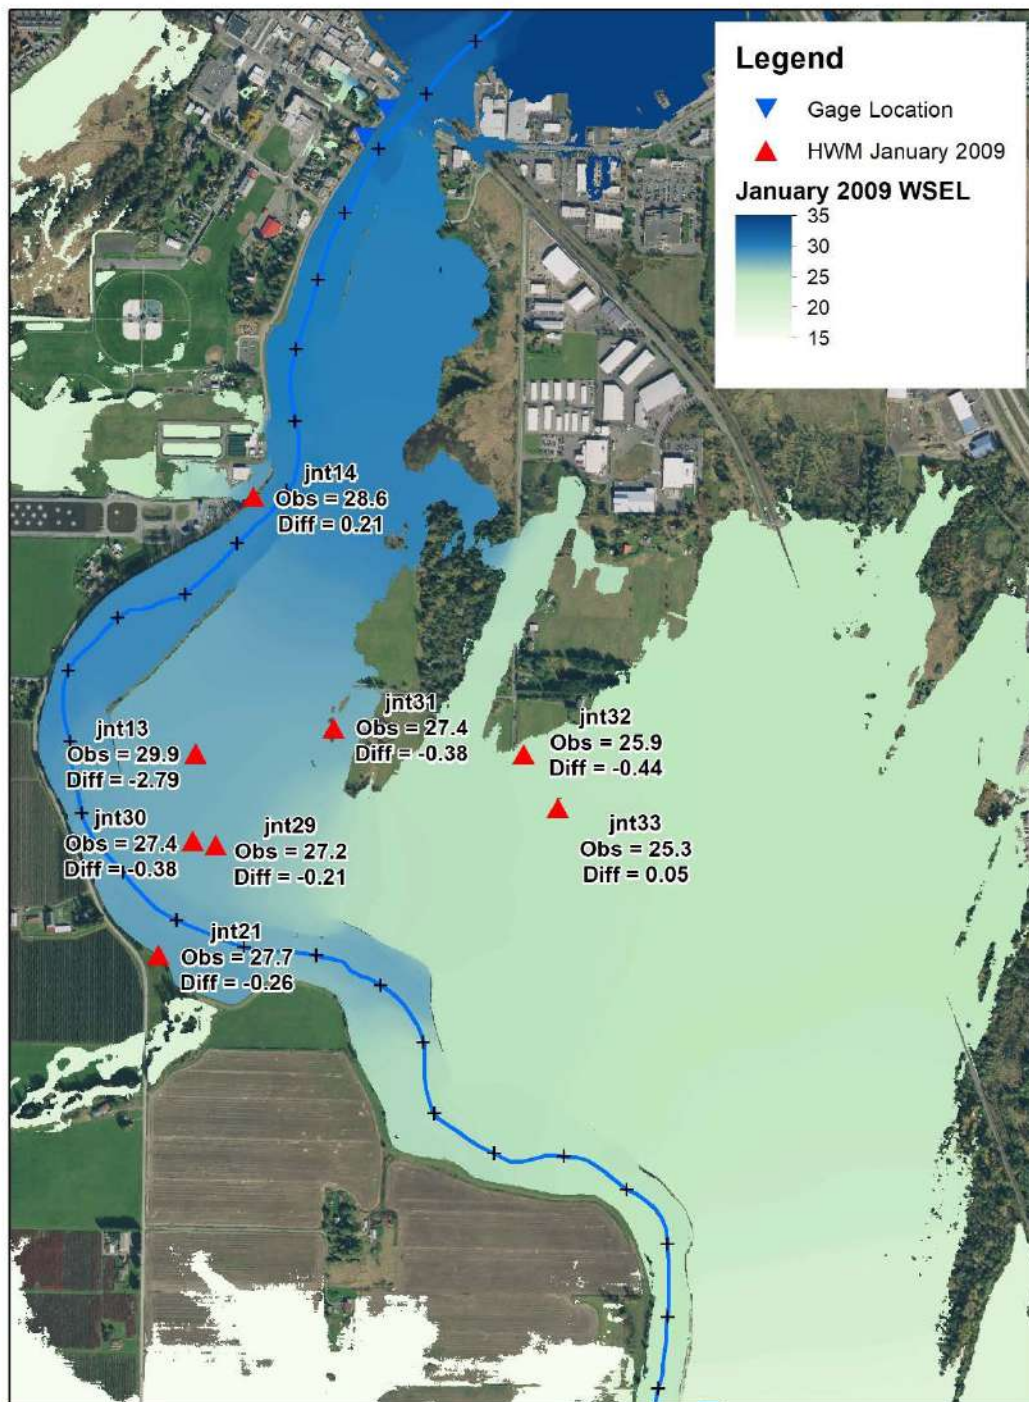 Legend
Gage Location
HWM January 2009
January 2009 WSEL
35
30
25
20
15
jnt14
Obs = 28.6
Diff = 0.21
jnt31
Obs = 27.4
Diff = -0.38
jnt32
Obs = 25.9
Diff = -0.44
jnt13
Obs = 29.9
Diff = -2.79
jnt33
Obs = 25.3
Diff = 0.05
jnt30
Obs = 27.4
Diff = -0.38
jnt29
Obs = 27.2
Diff = -0.21
jnt21
Obs = 27.7
Diff = -0.26